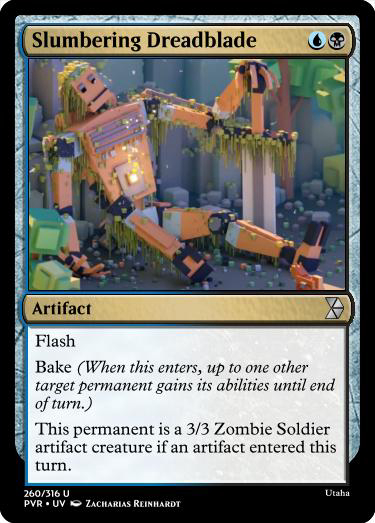 Slumbering Dreadblade
Artifact
Flash
Bake (When this enters, up to one other
target permanent gains its abilities until end
of turn.)
This permanent is a 3/3 Zombie Soldier
artifact creature if an artifact entered this
turn.
260/316 U
Utaha
PVR • UV Zacharias Reinhardt